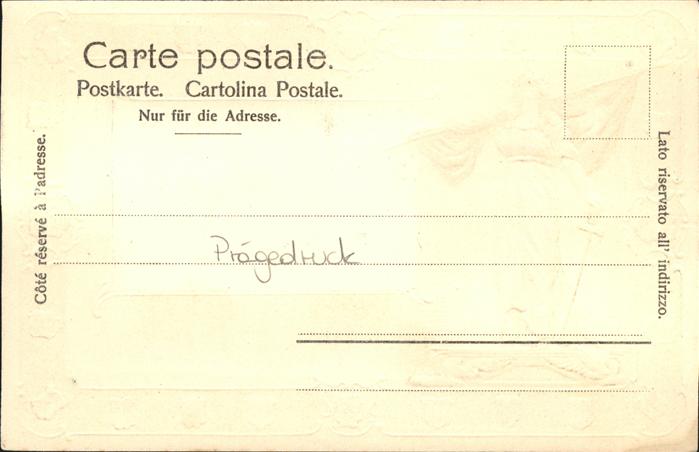 Carte postale.
Postkarte. Cartolina Postale.
Nur für die Adresse.
Côté réservé à l'adresse.
Lato riservato all' indirizzo.
Prägedruck